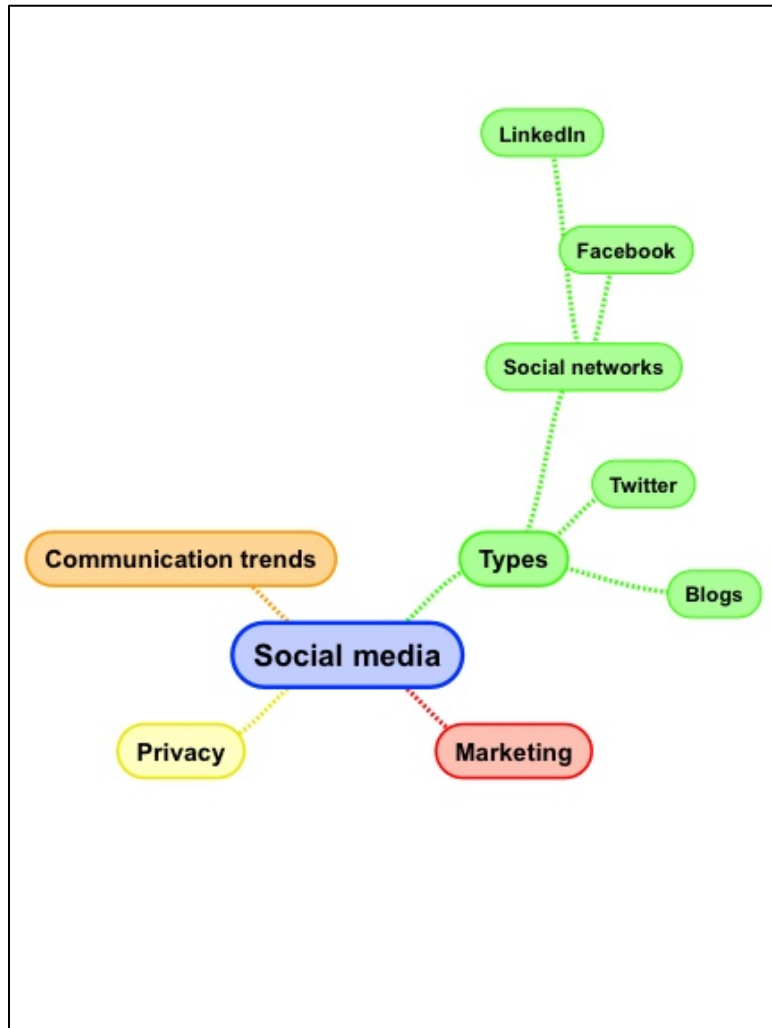 LinkedIn
Facebook
Social networks
Twitter
Communication trends
Types
Blogs
Social media
Privacy
Marketing